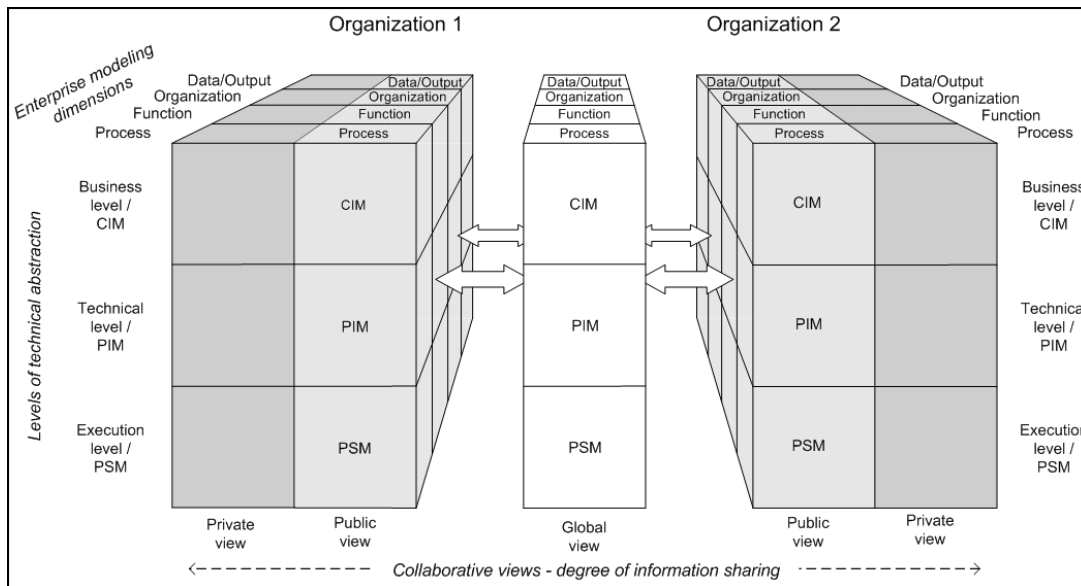 Organization 1
Organization 2
Enterprise modeling
dimensions
Data/Output
Organization
Function
Process
Data/Output
Organization
Function
Process
Data/Output
Organization
Function
Process
Data/Output
Organization
Function
Process
Data/Output
Organization
Function
Process
Levels of technical abstraction
Business
level /
CIM
CIM
CIM
CIM
Business
level /
CIM
Technical
level /
PIM
PIM
PIM
PIM
Technical
level /
PIM
Execution
level /
PSM
PSM
PSM
PSM
Execution
level /
PSM
Private
view
Public
view
Global
view
Public
view
Private
view
Collaborative views - degree of information sharing